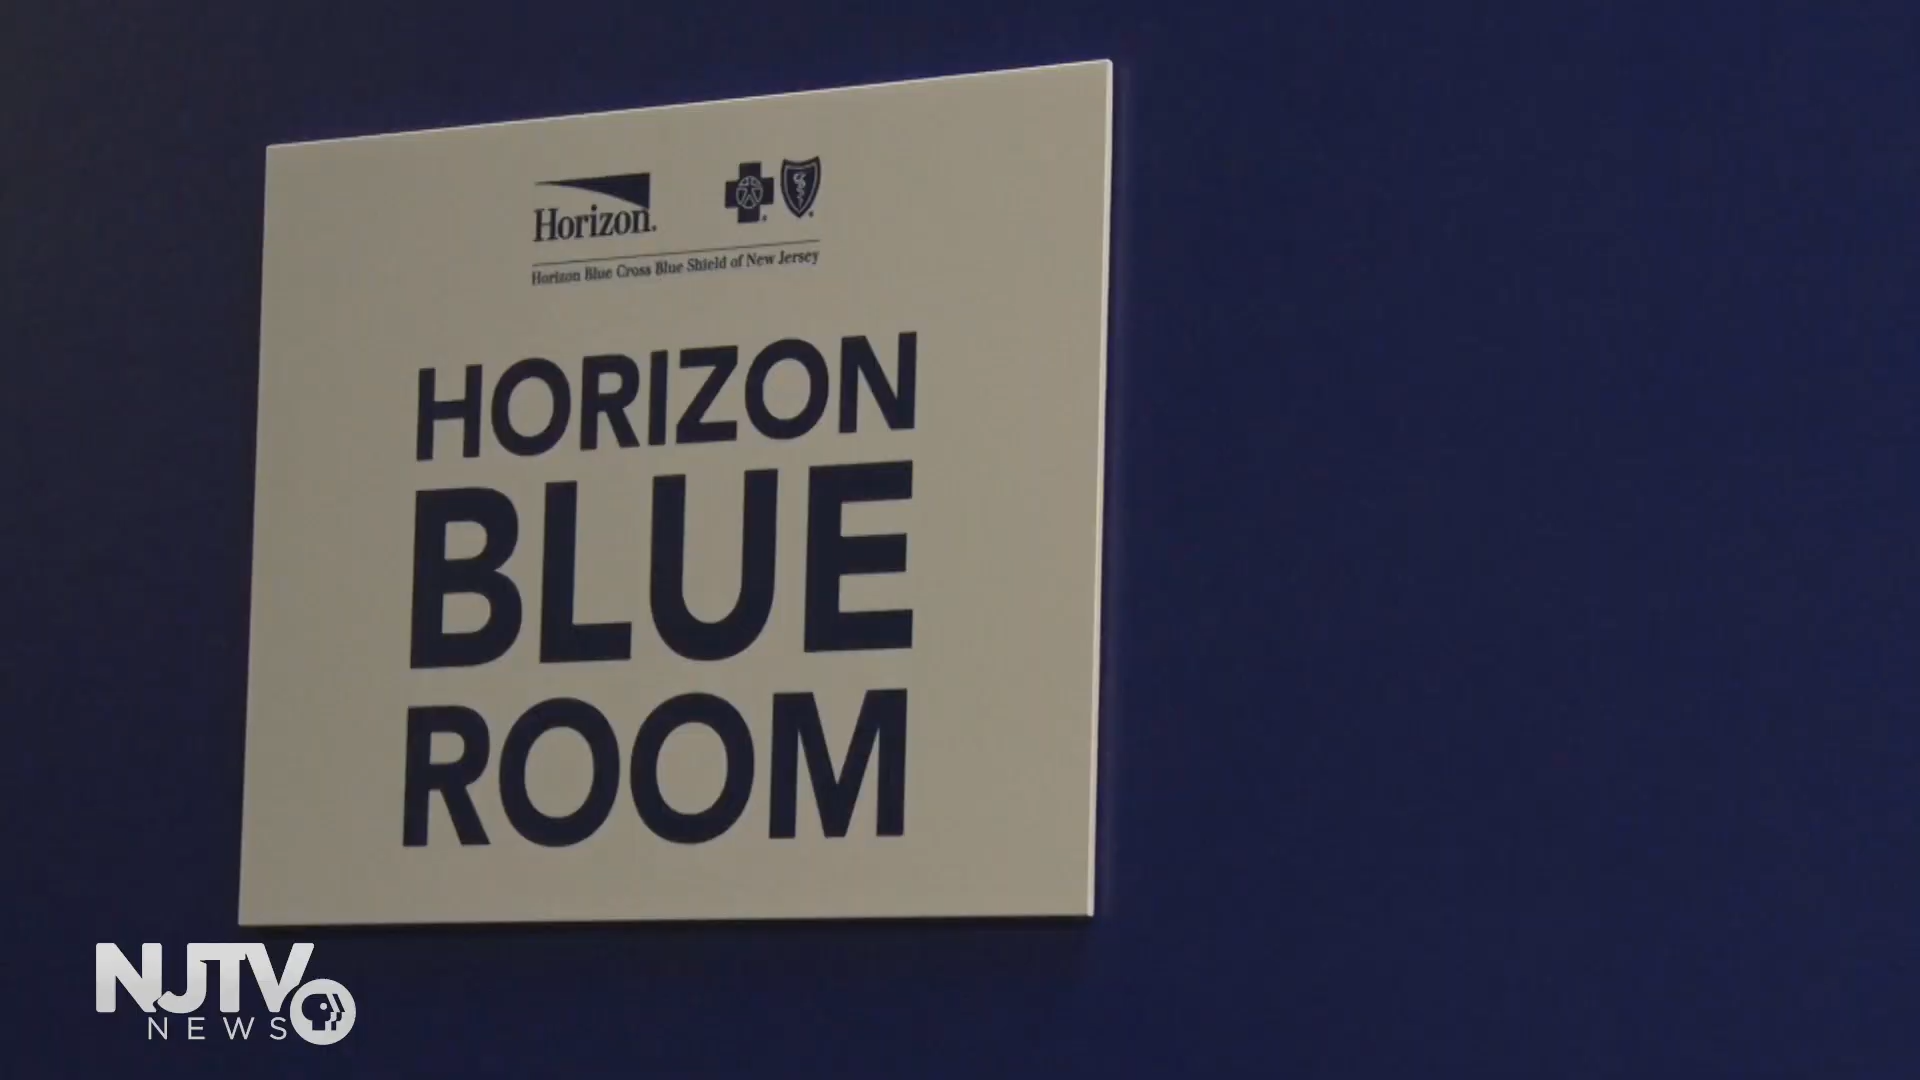 Horizon.
Horizon Blue Cross Blue Shield of New Jersey
HORIZON
BLUE
ROOM
NJTV
NEWS